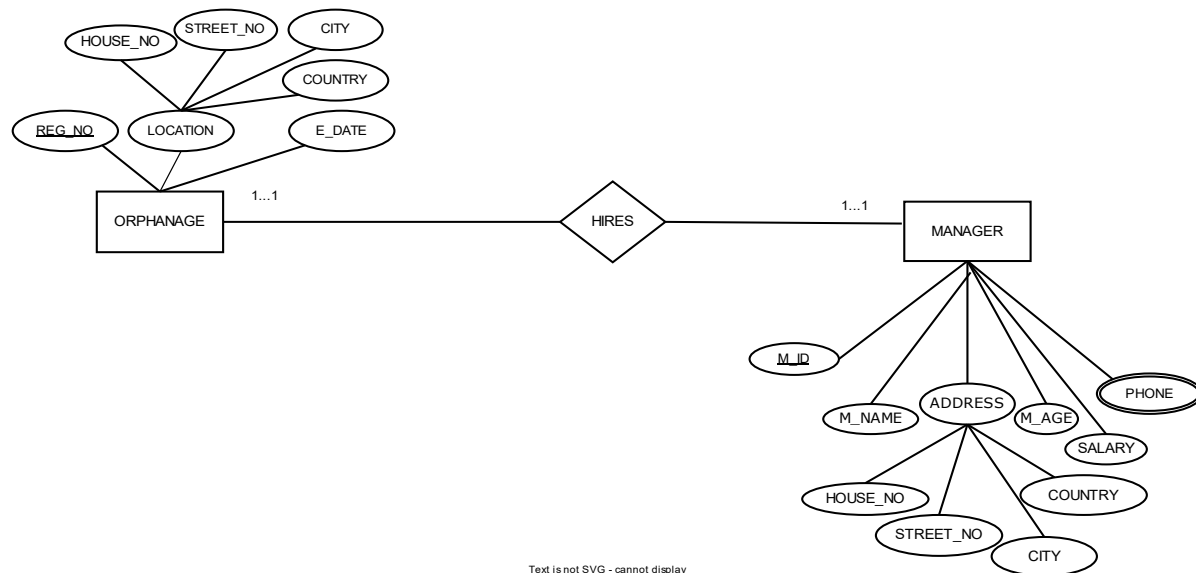 STREET_NO
CITY
HOUSE_NO
COUNTRY
REG_NO
LOCATION
E_DATE
1...1
1...1
ORPHANAGE
HIRES
MANAGER
M_ID
PHONE
ADDRESS
M_NAME
M_AGE
SALARY
HOUSE_NO
COUNTRY
STREET_NO
CITY
Text is not SVG - cannot display